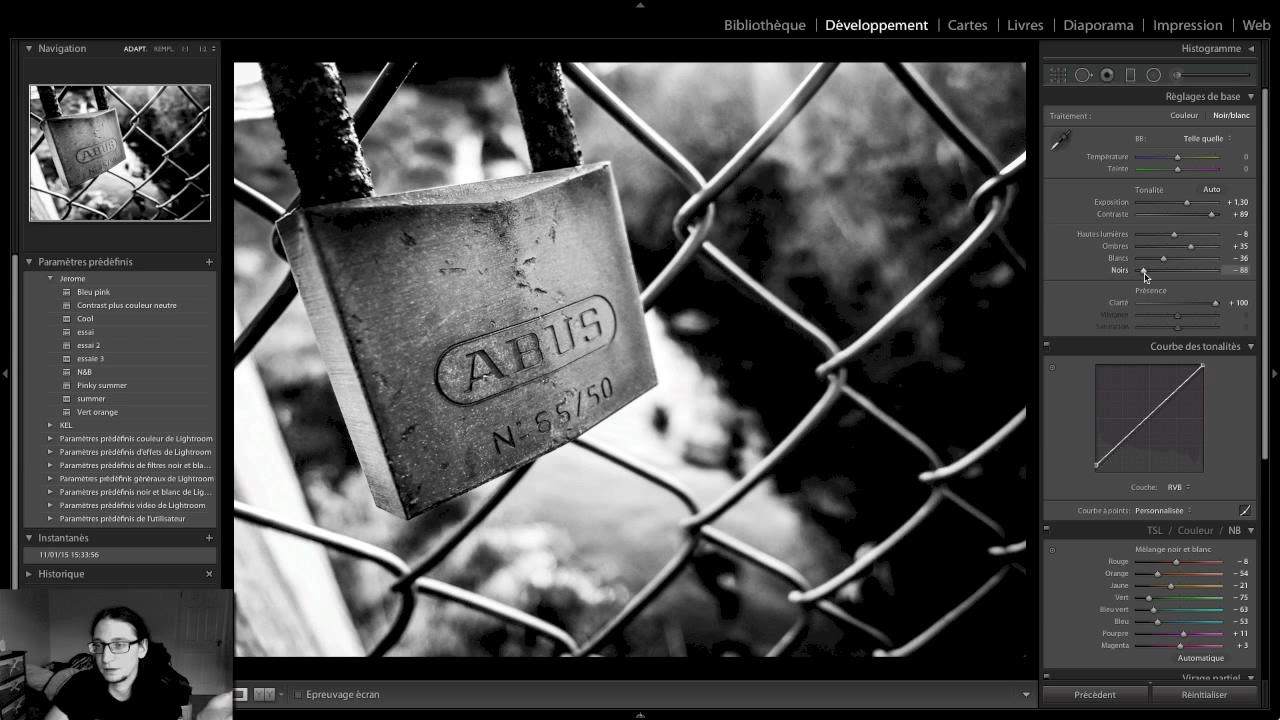 Bibliothèque | Développement | Cartes | Livres | Diaporama | Impression | Web
Navigation ADAPT. REMPL. 1:1 1:2
Paramètres prédéfinis +
Jerome
Bleu pink
Contrast plus couleur neutre
Cool
essai
essai 2
essaie 3
N&B
Pinky summer
summer
Vert orange
KEL
Paramètres prédéfinis couleur de Lightroom
Paramètres prédéfinis d'effets de Lightroom
Paramètres prédéfinis de filtres noir et bla...
Paramètres prédéfinis généraux de Lightroom
Paramètres prédéfinis noir et blanc de Lig...
Paramètres prédéfinis vidéo de Lightroom
Paramètres prédéfinis de l'utilisateur
Instantanés +
11/01/15 15:33:56
Historique ×
ABUS
Nº 65/50
Epreuvage écran
Histogramme
Réglages de base
Traitement : Couleur | Noir/blanc
BB : Telle quelle
Température 0
Teinte 0
Tonalité Auto
Exposition + 1,30
Contraste + 89
Hautes lumières − 8
Ombres + 35
Blancs − 36
Noirs − 88
Présence
Clarté + 100
Vibrance 0
Saturation 0
Courbe des tonalités
Couche : RVB
Courbe à points : Personnalisée
TSL / Couleur / NB
Mélange noir et blanc
Rouge − 8
Orange − 54
Jaune − 21
Vert − 75
Bleu vert − 63
Bleu − 53
Pourpre + 11
Magenta + 3
Automatique
Virage partiel
Précédent Réinitialiser